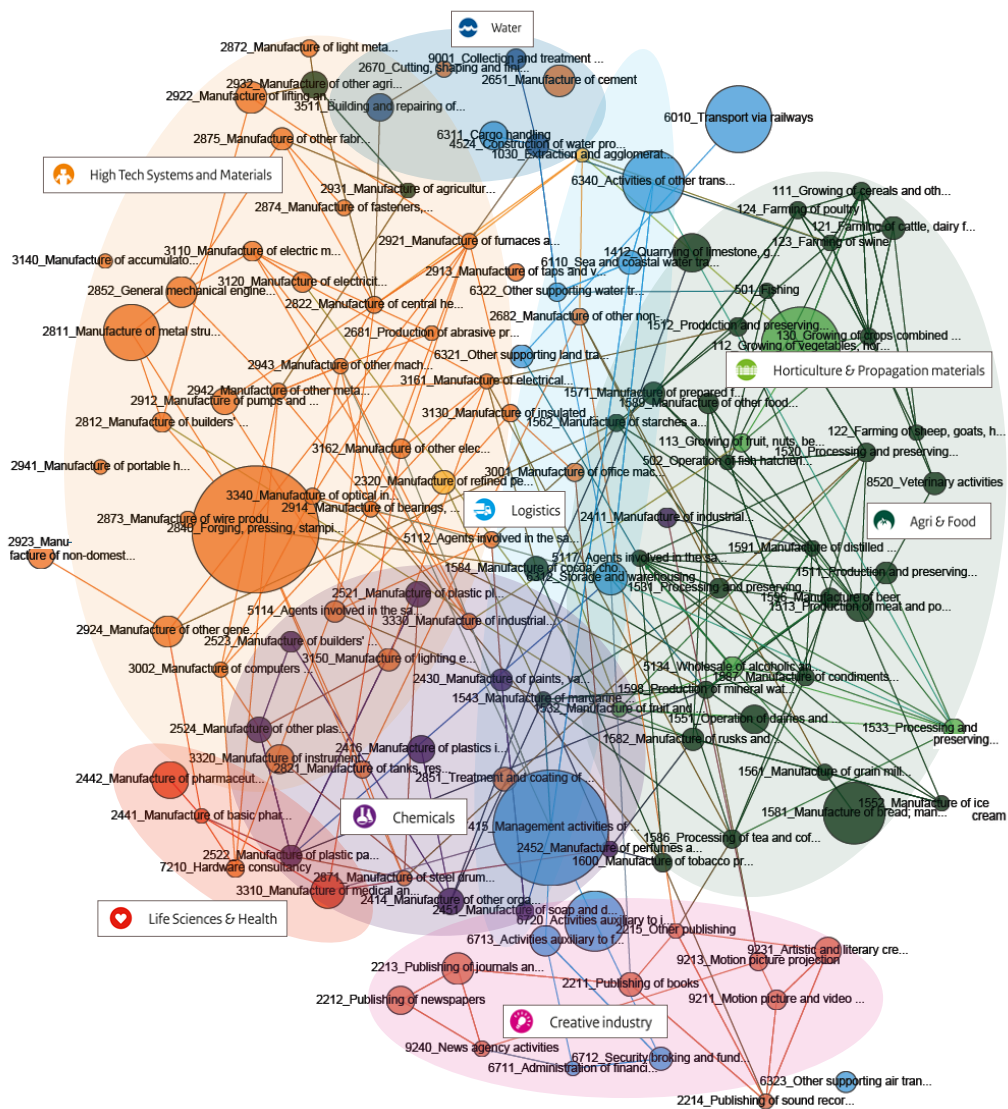 Water
2872_Manufacture of light meta...
9001_Collection and treatment ...
2670_Cutting, shaping and fini...
2651_Manufacture of cement
2932_Manufacture of other agri...
2922_Manufacture of lifting an...
3511_Building and repairing of...
6010_Transport via railways
6311_Cargo handling
4524_Construction of water pro...
2875_Manufacture of other fabr...
1030_Extraction and agglomerat...
High Tech Systems and Materials
6340_Activities of other trans...
2931_Manufacture of agricultur...
111_Growing of cereals and oth...
124_Farming of poultry
2874_Manufacture of fasteners,...
121_Farming of cattle, dairy f...
123_Farming of swine
3110_Manufacture of electric m...
2921_Manufacture of furnaces a...
1412_Quarrying of limestone, g...
3140_Manufacture of accumulato...
6110_Sea and coastal water tra...
2913_Manufacture of taps and v...
3120_Manufacture of electricit...
2852_General mechanical engine...
6322_Other supporting water tr...
501_Fishing
2822_Manufacture of central he...
2682_Manufacture of other non-...
2811_Manufacture of metal stru...
2681_Production of abrasive pr...
1512_Production and preserving...
130_Growing of crops combined ...
112_Growing of vegetables, hor...
6321_Other supporting land tra...
2943_Manufacture of other mach...
Horticulture & Propagation materials
3161_Manufacture of electrical...
2942_Manufacture of other meta...
1571_Manufacture of prepared f...
2912_Manufacture of pumps and ...
1589_Manufacture of other food...
3130_Manufacture of insulated
2812_Manufacture of builders' ...
1562_Manufacture of starches a...
122_Farming of sheep, goats, h...
113_Growing of fruit, nuts, be...
3162_Manufacture of other elec...
1520_Processing and preserving...
502_Operation of fish hatcheri...
2941_Manufacture of portable h...
3001_Manufacture of office mac...
2320_Manufacture of refined pe...
8520_Veterinary activities
3340_Manufacture of optical in...
2914_Manufacture of bearings, ...
Logistics
2873_Manufacture of wire produ...
2411_Manufacture of industrial...
Agri & Food
2840_Forging, pressing, stampi...
5112_Agents involved in the sa...
2923_Manu-
facture of non-domest...
1591_Manufacture of distilled ...
5117_Agents involved in the sa...
1584_Manufacture of cocoa; cho...
6312_Storage and warehousing
1511_Production and preserving...
1531_Processing and preserving...
2521_Manufacture of plastic pl...
1596_Manufacture of beer
1513_Production of meat and po...
5114_Agents involved in the sa...
3330_Manufacture of industrial...
2924_Manufacture of other gene...
2523_Manufacture of builders' ...
3150_Manufacture of lighting e...
3002_Manufacture of computers ...
5134_Wholesale of alcoholic an...
2430_Manufacture of paints, va...
1587_Manufacture of condiments...
1598_Production of mineral wat...
1543_Manufacture of margarine ...
1532_Manufacture of fruit and ...
1551_Operation of dairies and ...
2524_Manufacture of other plas...
1533_Processing and
preserving...
1582_Manufacture of rusks and...
2416_Manufacture of plastics i...
3320_Manufacture of instrument...
2821_Manufacture of tanks, res...
1561_Manufacture of grain mill...
2442_Manufacture of pharmaceut...
2851_Treatment and coating of ...
1552_Manufacture of ice
cream
1581_Manufacture of bread; man...
2441_Manufacture of basic phar...
Chemicals
415_Management activities of ...
1586_Processing of tea and cof...
2452_Manufacture of perfumes a...
2522_Manufacture of plastic pa...
1600_Manufacture of tobacco pr...
7210_Hardware consultancy
2871_Manufacture of steel drum...
3310_Manufacture of medical an...
2414_Manufacture of other orga...
2451_Manufacture of soap and d...
Life Sciences & Health
6720_Activities auxiliary to i...
2215_Other publishing
6713_Activities auxiliary to f...
9231_Artistic and literary cre...
9213_Motion picture projection
2213_Publishing of journals an...
2211_Publishing of books
2212_Publishing of newspapers
9211_Motion picture and video ...
Creative industry
9240_News agency activities
6712_Security broking and fund...
6711_Administration of financi...
6323_Other supporting air tran...
2214_Publishing of sound recor...